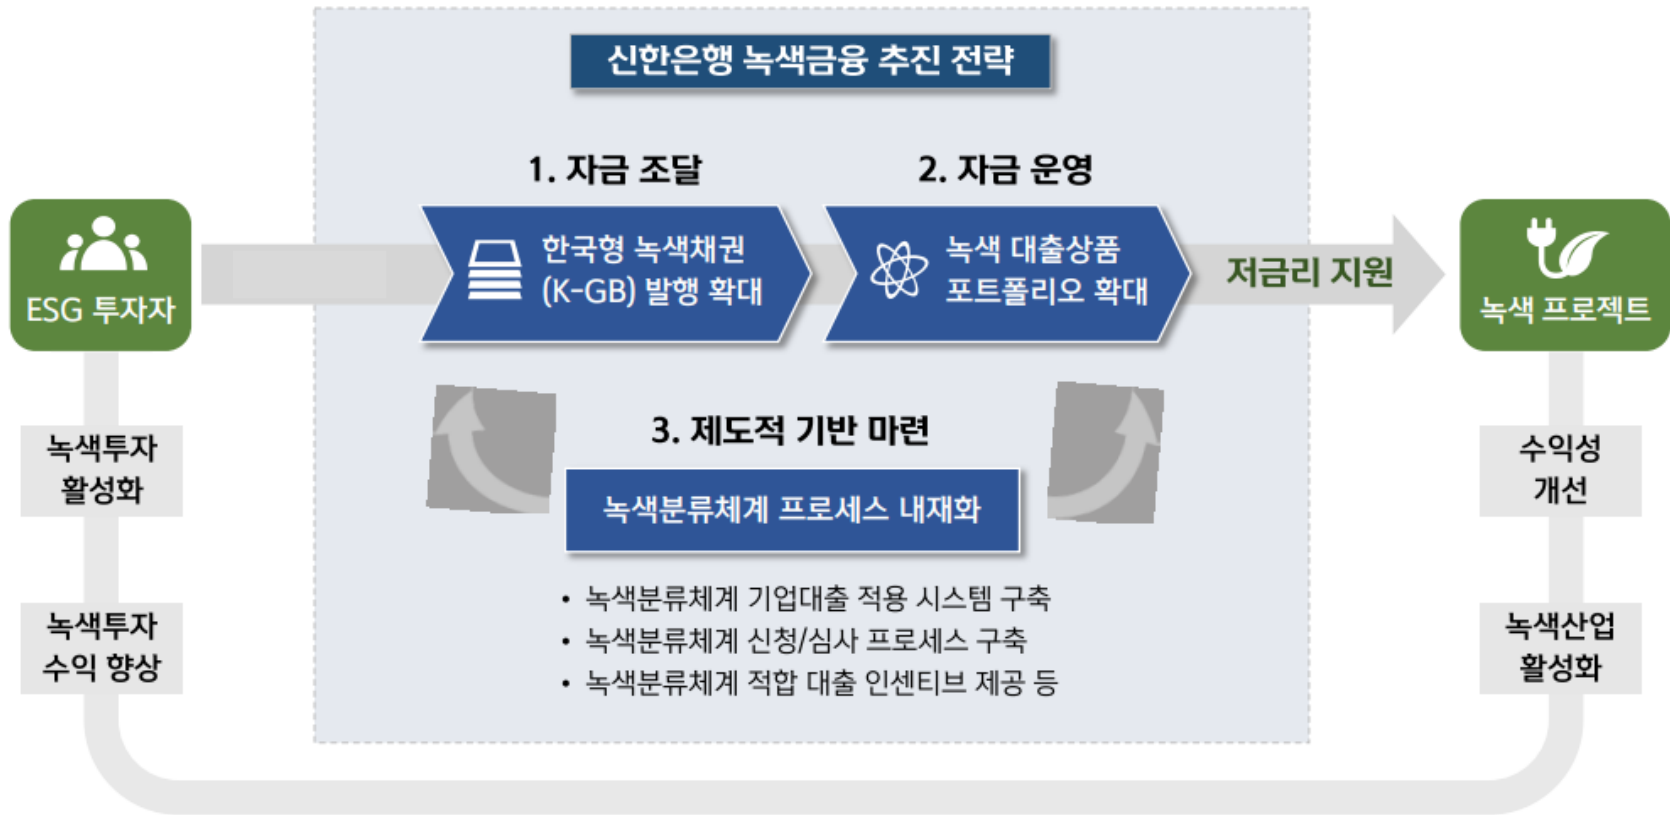 신한은행 녹색금융 추진 전략
1. 자금 조달
2. 자금 운영
ESG 투자자
한국형 녹색채권
(K-GB) 발행 확대
녹색 대출상품
포트폴리오 확대
저금리 지원
녹색 프로젝트
녹색투자
활성화
녹색투자
수익 향상
3. 제도적 기반 마련
녹색분류체계 프로세스 내재화
• 녹색분류체계 기업대출 적용 시스템 구축
• 녹색분류체계 신청/심사 프로세스 구축
• 녹색분류체계 적합 대출 인센티브 제공 등
수익성
개선
녹색산업
활성화